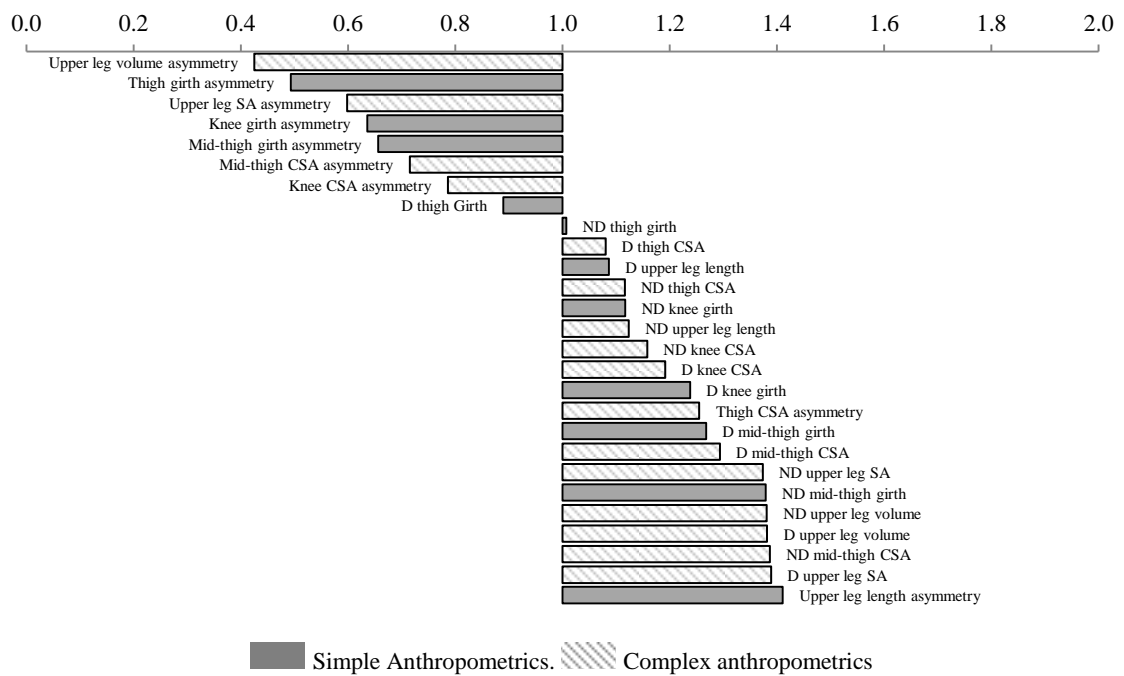 0.0 0.2 0.4 0.6 0.8 1.0 1.2 1.4 1.6 1.8 2.0
Upper leg volume asymmetry
Thigh girth asymmetry
Upper leg SA asymmetry
Knee girth asymmetry
Mid-thigh girth asymmetry
Mid-thigh CSA asymmetry
Knee CSA asymmetry
D thigh Girth
ND thigh girth
D thigh CSA
D upper leg length
ND thigh CSA
ND knee girth
ND upper leg length
ND knee CSA
D knee CSA
D knee girth
Thigh CSA asymmetry
D mid-thigh girth
D mid-thigh CSA
ND upper leg SA
ND mid-thigh girth
ND upper leg volume
D upper leg volume
ND mid-thigh CSA
D upper leg SA
Upper leg length asymmetry
Simple Anthropometrics. Complex anthropometrics